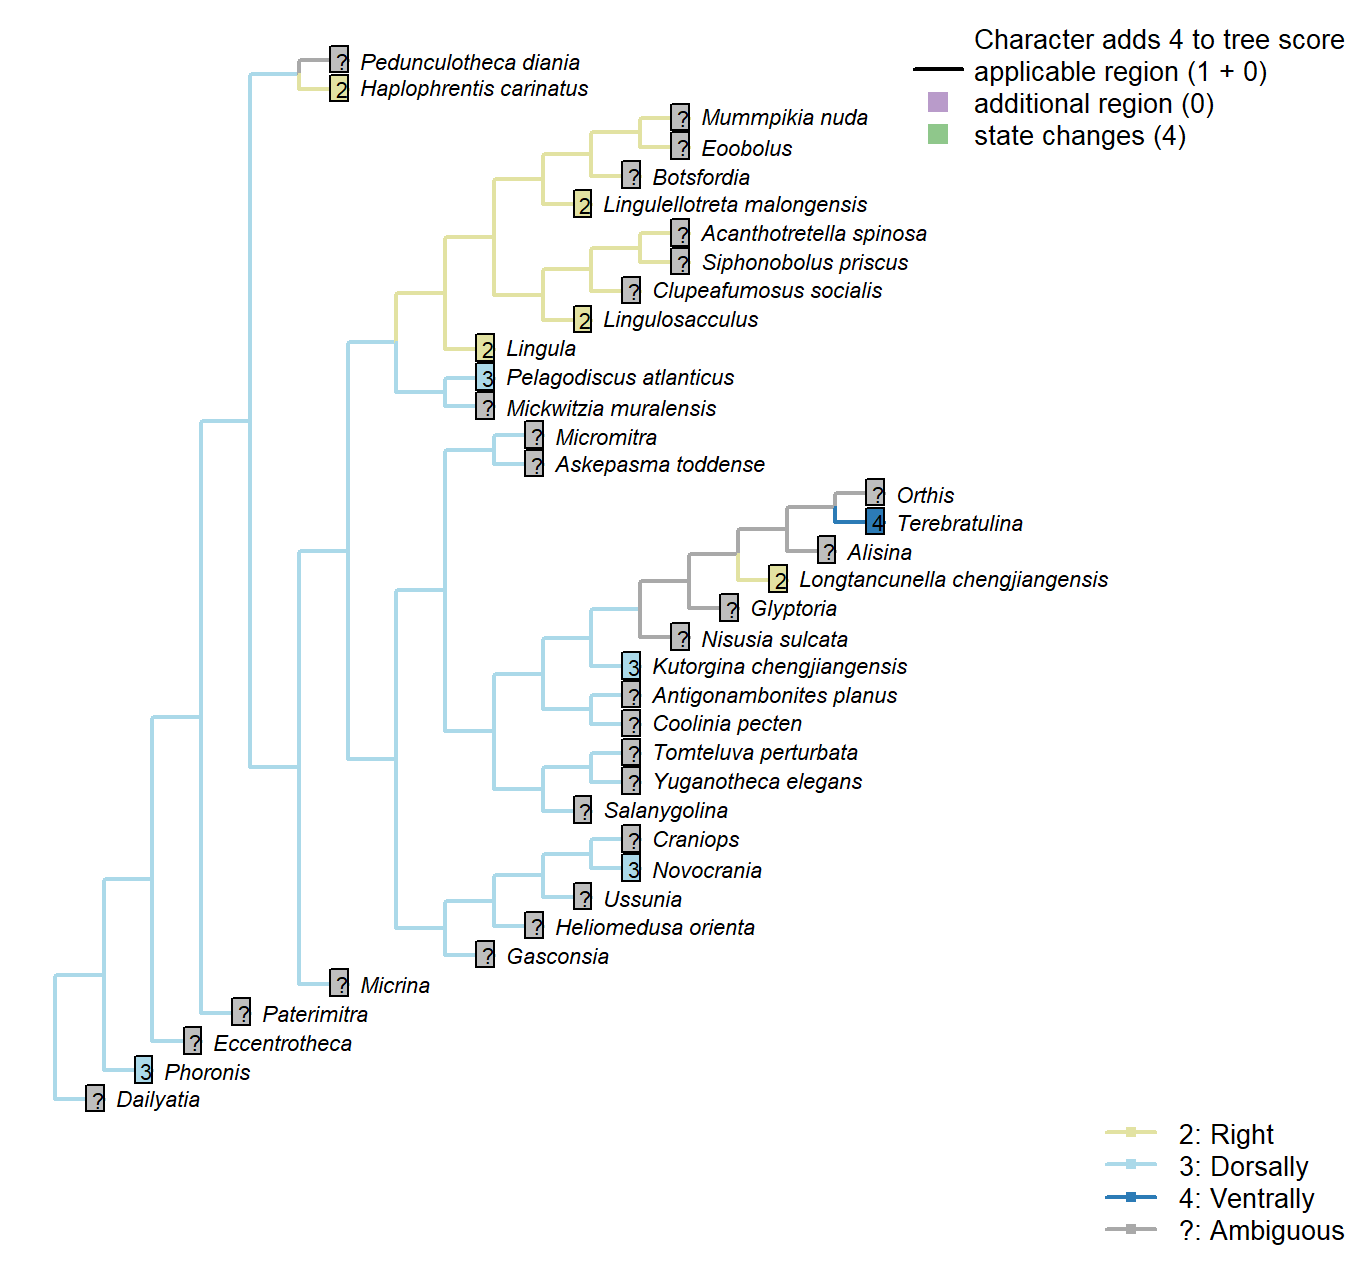 Character adds 4 to tree score
applicable region (1 + 0)
additional region (0)
state changes (4)
? Pedunculotheca diania
2 Haplophrentis carinatus
? Mummpikia nuda
? Eoobolus
? Botsfordia
2 Lingulellotreta malongensis
? Acanthotretella spinosa
? Siphonobolus priscus
? Clupeafumosus socialis
2 Lingulosacculus
2 Lingula
3 Pelagodiscus atlanticus
? Mickwitzia muralensis
? Micromitra
? Askepasma toddense
? Orthis
4 Terebratulina
? Alisina
2 Longtancunella chengjiangensis
? Glyptoria
? Nisusia sulcata
3 Kutorgina chengjiangensis
? Antigonambonites planus
? Coolinia pecten
? Tomteluva perturbata
? Yuganotheca elegans
? Salanygolina
? Craniops
3 Novocrania
? Ussunia
? Heliomedusa orienta
? Gasconsia
? Micrina
? Paterimitra
? Eccentrotheca
3 Phoronis
? Dailyatia
2: Right
3: Dorsally
4: Ventrally
?: Ambiguous